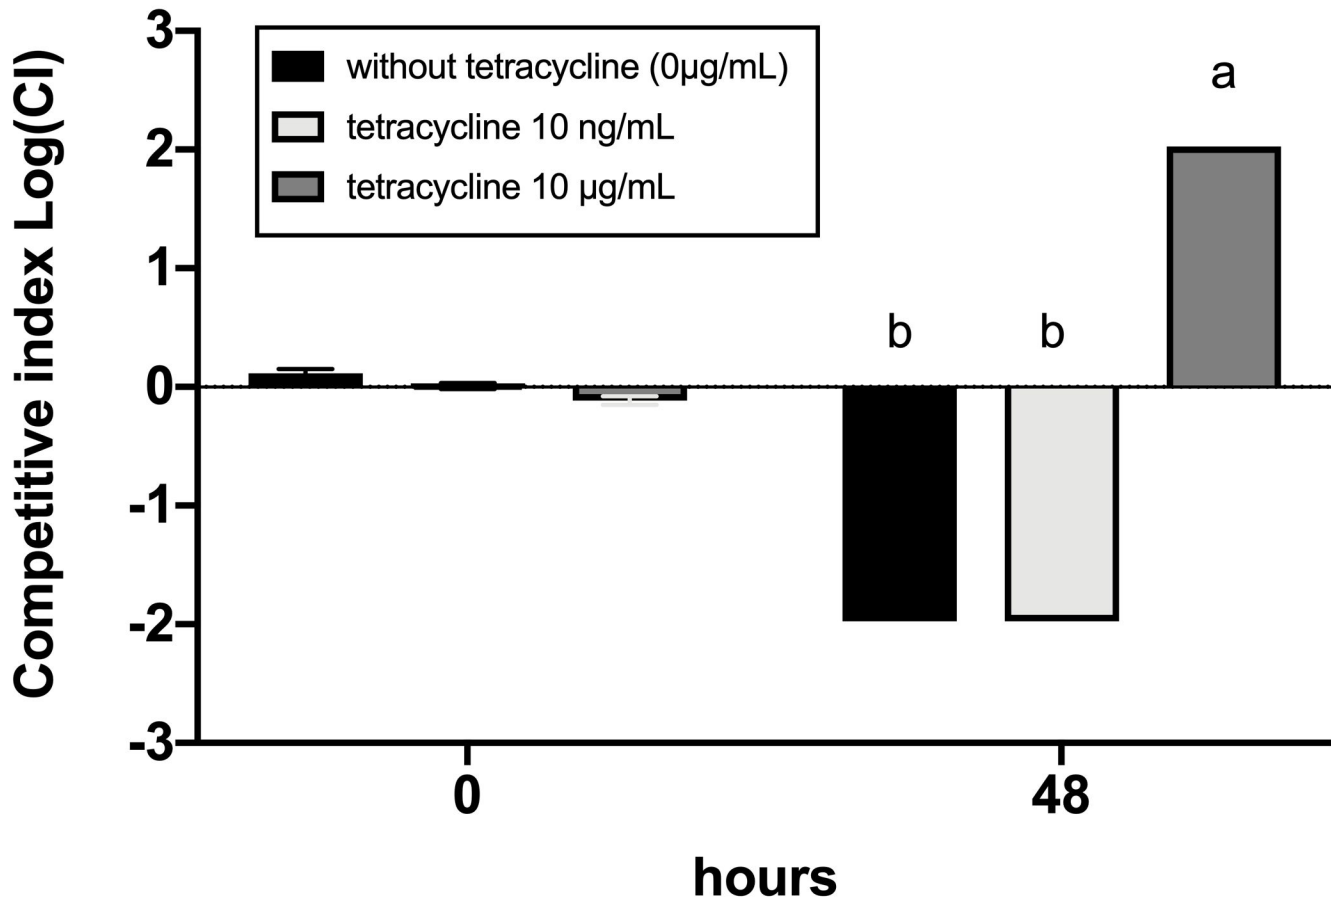 Competitive index Log(CI)
3
2
1
0
-1
-2
-3
without tetracycline (0µg/mL)
tetracycline 10 ng/mL
tetracycline 10 µg/mL
a
b
b
0
48
hours